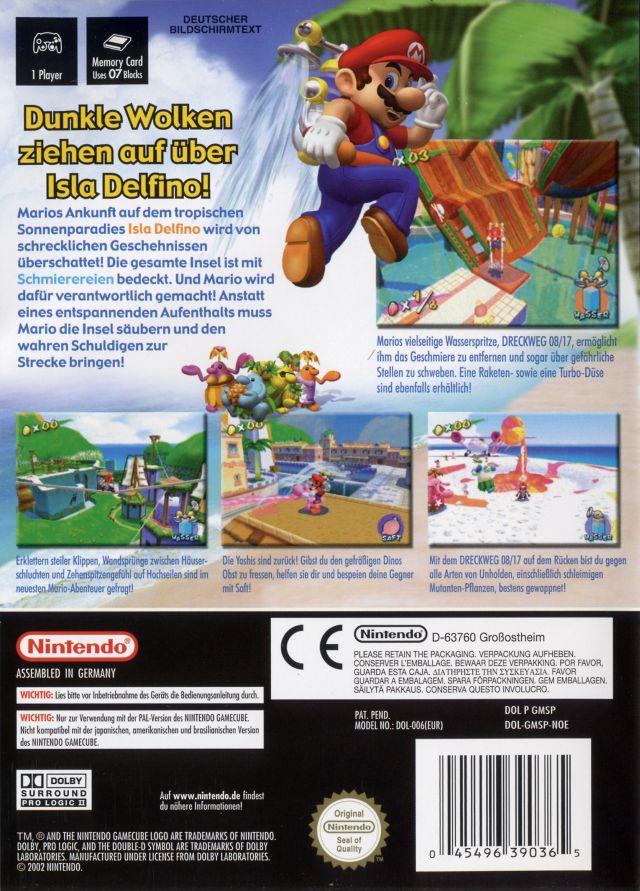 DEUTSCHER
BILDSCHIRMTEXT
1 Player
Memory Card
Uses 07 Blocks
Dunkle Wolken
ziehen auf über
Isla Delfino!
Marios Ankunft auf dem tropischen
Sonnenparadies Isla Delfino wird von
schrecklichen Geschehnissen
überschattet! Die gesamte Insel ist mit
Schmierereien bedeckt. Und Mario wird
dafür verantwortlich gemacht! Anstatt
eines entspannenden Aufenthalts muss
Mario die Insel säubern und den
wahren Schuldigen zur
Strecke bringen!
x03
x1/8
WASSER
Marios vielseitige Wasserspritze, DRECKWEG 08/17, ermöglicht
ihm das Geschmiere zu entfernen und sogar über gefährliche
Stellen zu schweben. Eine Raketen- sowie eine Turbo-Düse
sind ebenfalls erhältlich!
x00
WASSER
x00
SAFT
x00
WASSER
Erklettern steiler Klippen, Wandsprünge zwischen Häuser-
schluchten und Zehenspitzengefühl auf Hochseilen sind im
neuesten Mario-Abenteuer gefragt!
Die Yoshis sind zurück! Gibst du den gefräßigen Dinos
Obst zu fressen, helfen sie dir und bespeien deine Gegner
mit Saft!
Mit dem DRECKWEG 08/17 auf dem Rücken bist du gegen
alle Arten von Unholden, einschließlich schleimigen
Mutanten-Pflanzen, bestens gewappnet!
Nintendo
ASSEMBLED IN GERMANY
WICHTIG: Lies bitte vor Inbetriebnahme des Geräts die Bedienungsanleitung durch.
WICHTIG: Nur zur Verwendung mit der PAL-Version des NINTENDO GAMECUBE.
Nicht kompatibel mit der japanischen, amerikanischen und brasilianischen Version
des NINTENDO GAMECUBE.
CE
Nintendo D-63760 Großostheim
PLEASE RETAIN THE PACKAGING. VERPACKUNG AUFHEBEN.
CONSERVER L'EMBALLAGE. BEWAAR DEZE VERPAKKING. POR FAVOR,
GUARDA ESTA CAJA. ΔΙΑΤΗΡΗΣΤΕ ΤΗΝ ΣΥΣΚΕΥΑΣΙΑ. FAVOR
GUARDAR A EMBALAGEM. SPARA FÖRPACKNINGEN. GEM EMBALLAGEN.
SÄILYTÄ PAKKAUS. CONSERVA QUESTO INVOLUCRO.
PAT. PEND.
MODEL NO.: DOL-006(EUR)
DOL P GMSP
DOL-GMSP-NOE
DOLBY
SURROUND
PRO LOGIC II
Auf www.nintendo.de findest
du nähere Informationen!
Original
Nintendo
Seal of
Quality
0 45496 39036 5
TM, ® AND THE NINTENDO GAMECUBE LOGO ARE TRADEMARKS OF NINTENDO.
DOLBY, PRO LOGIC, AND THE DOUBLE-D SYMBOL ARE TRADEMARKS OF DOLBY
LABORATORIES. MANUFACTURED UNDER LICENSE FROM DOLBY LABORATORIES.
© 2002 NINTENDO.